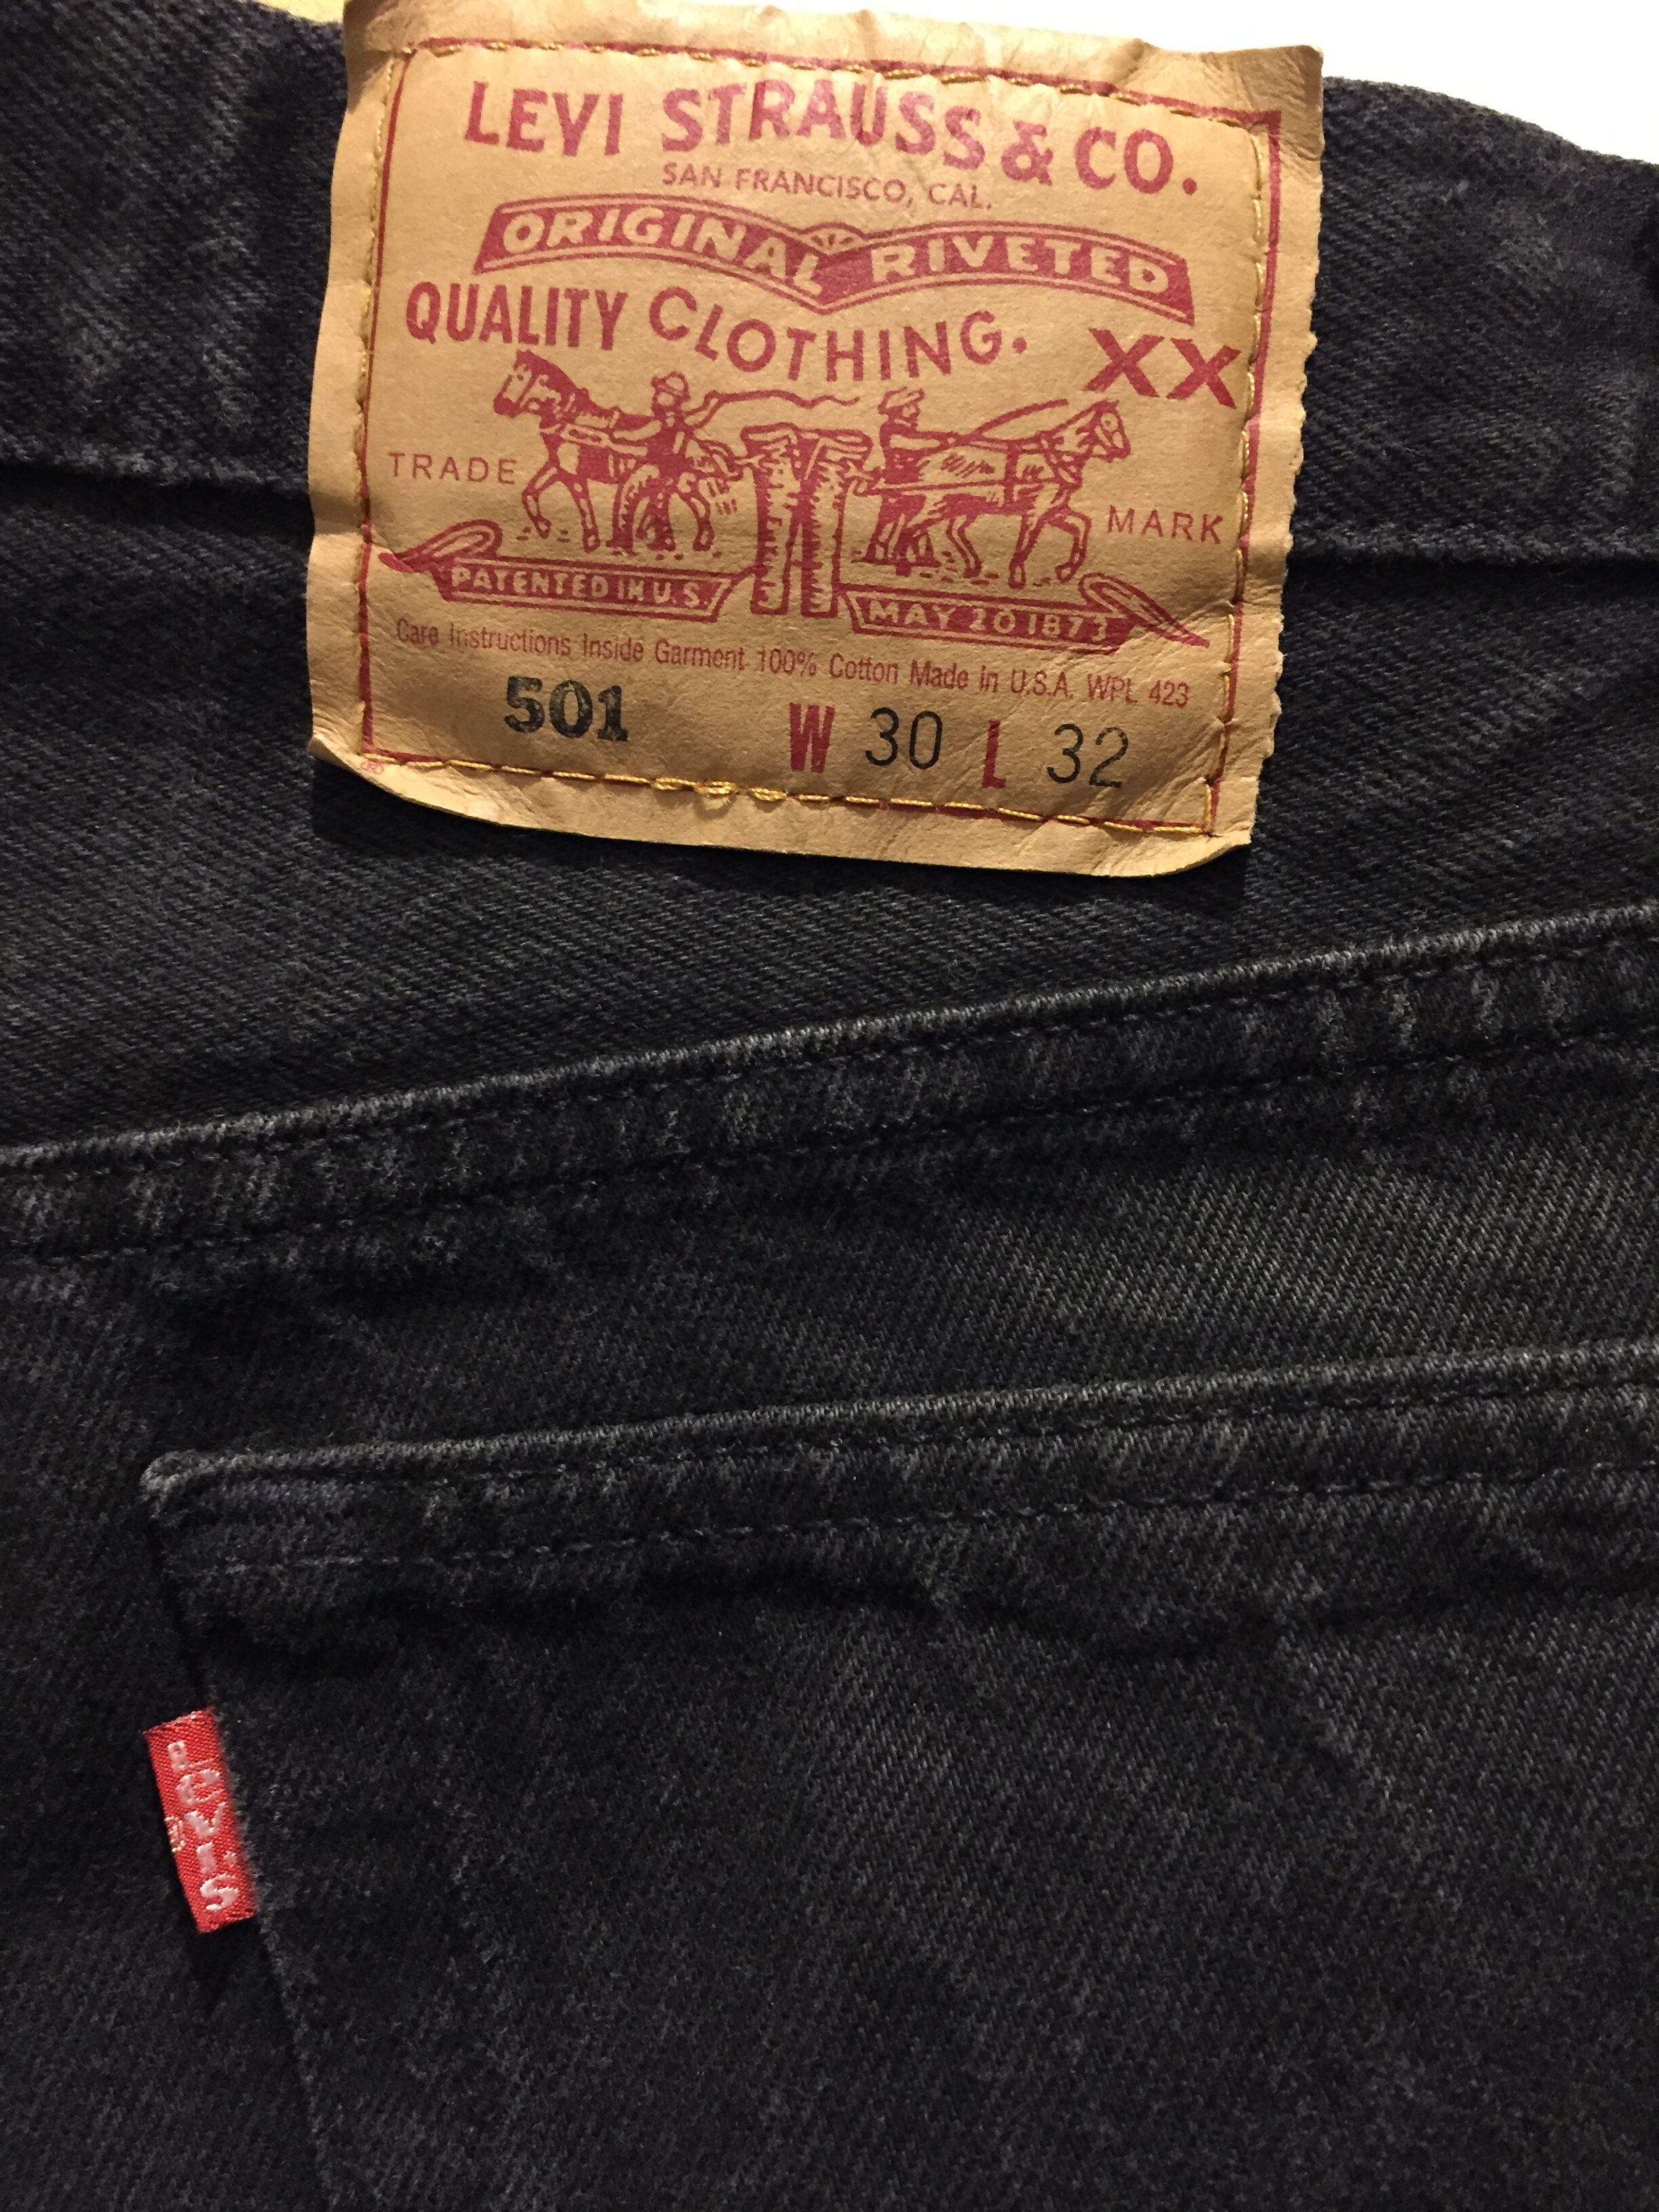 LEVI STRAUSS & CO.
SAN FRANCISCO, CAL.
ORIGINAL RIVETED
QUALITY CLOTHING. XX
TRADE MARK
PATENTED IN U.S. MAY 20 1873
Care Instructions Inside Garment 100% Cotton Made in U.S.A. WPL 423
501 W 30 L 32
®
LEVI'S
®